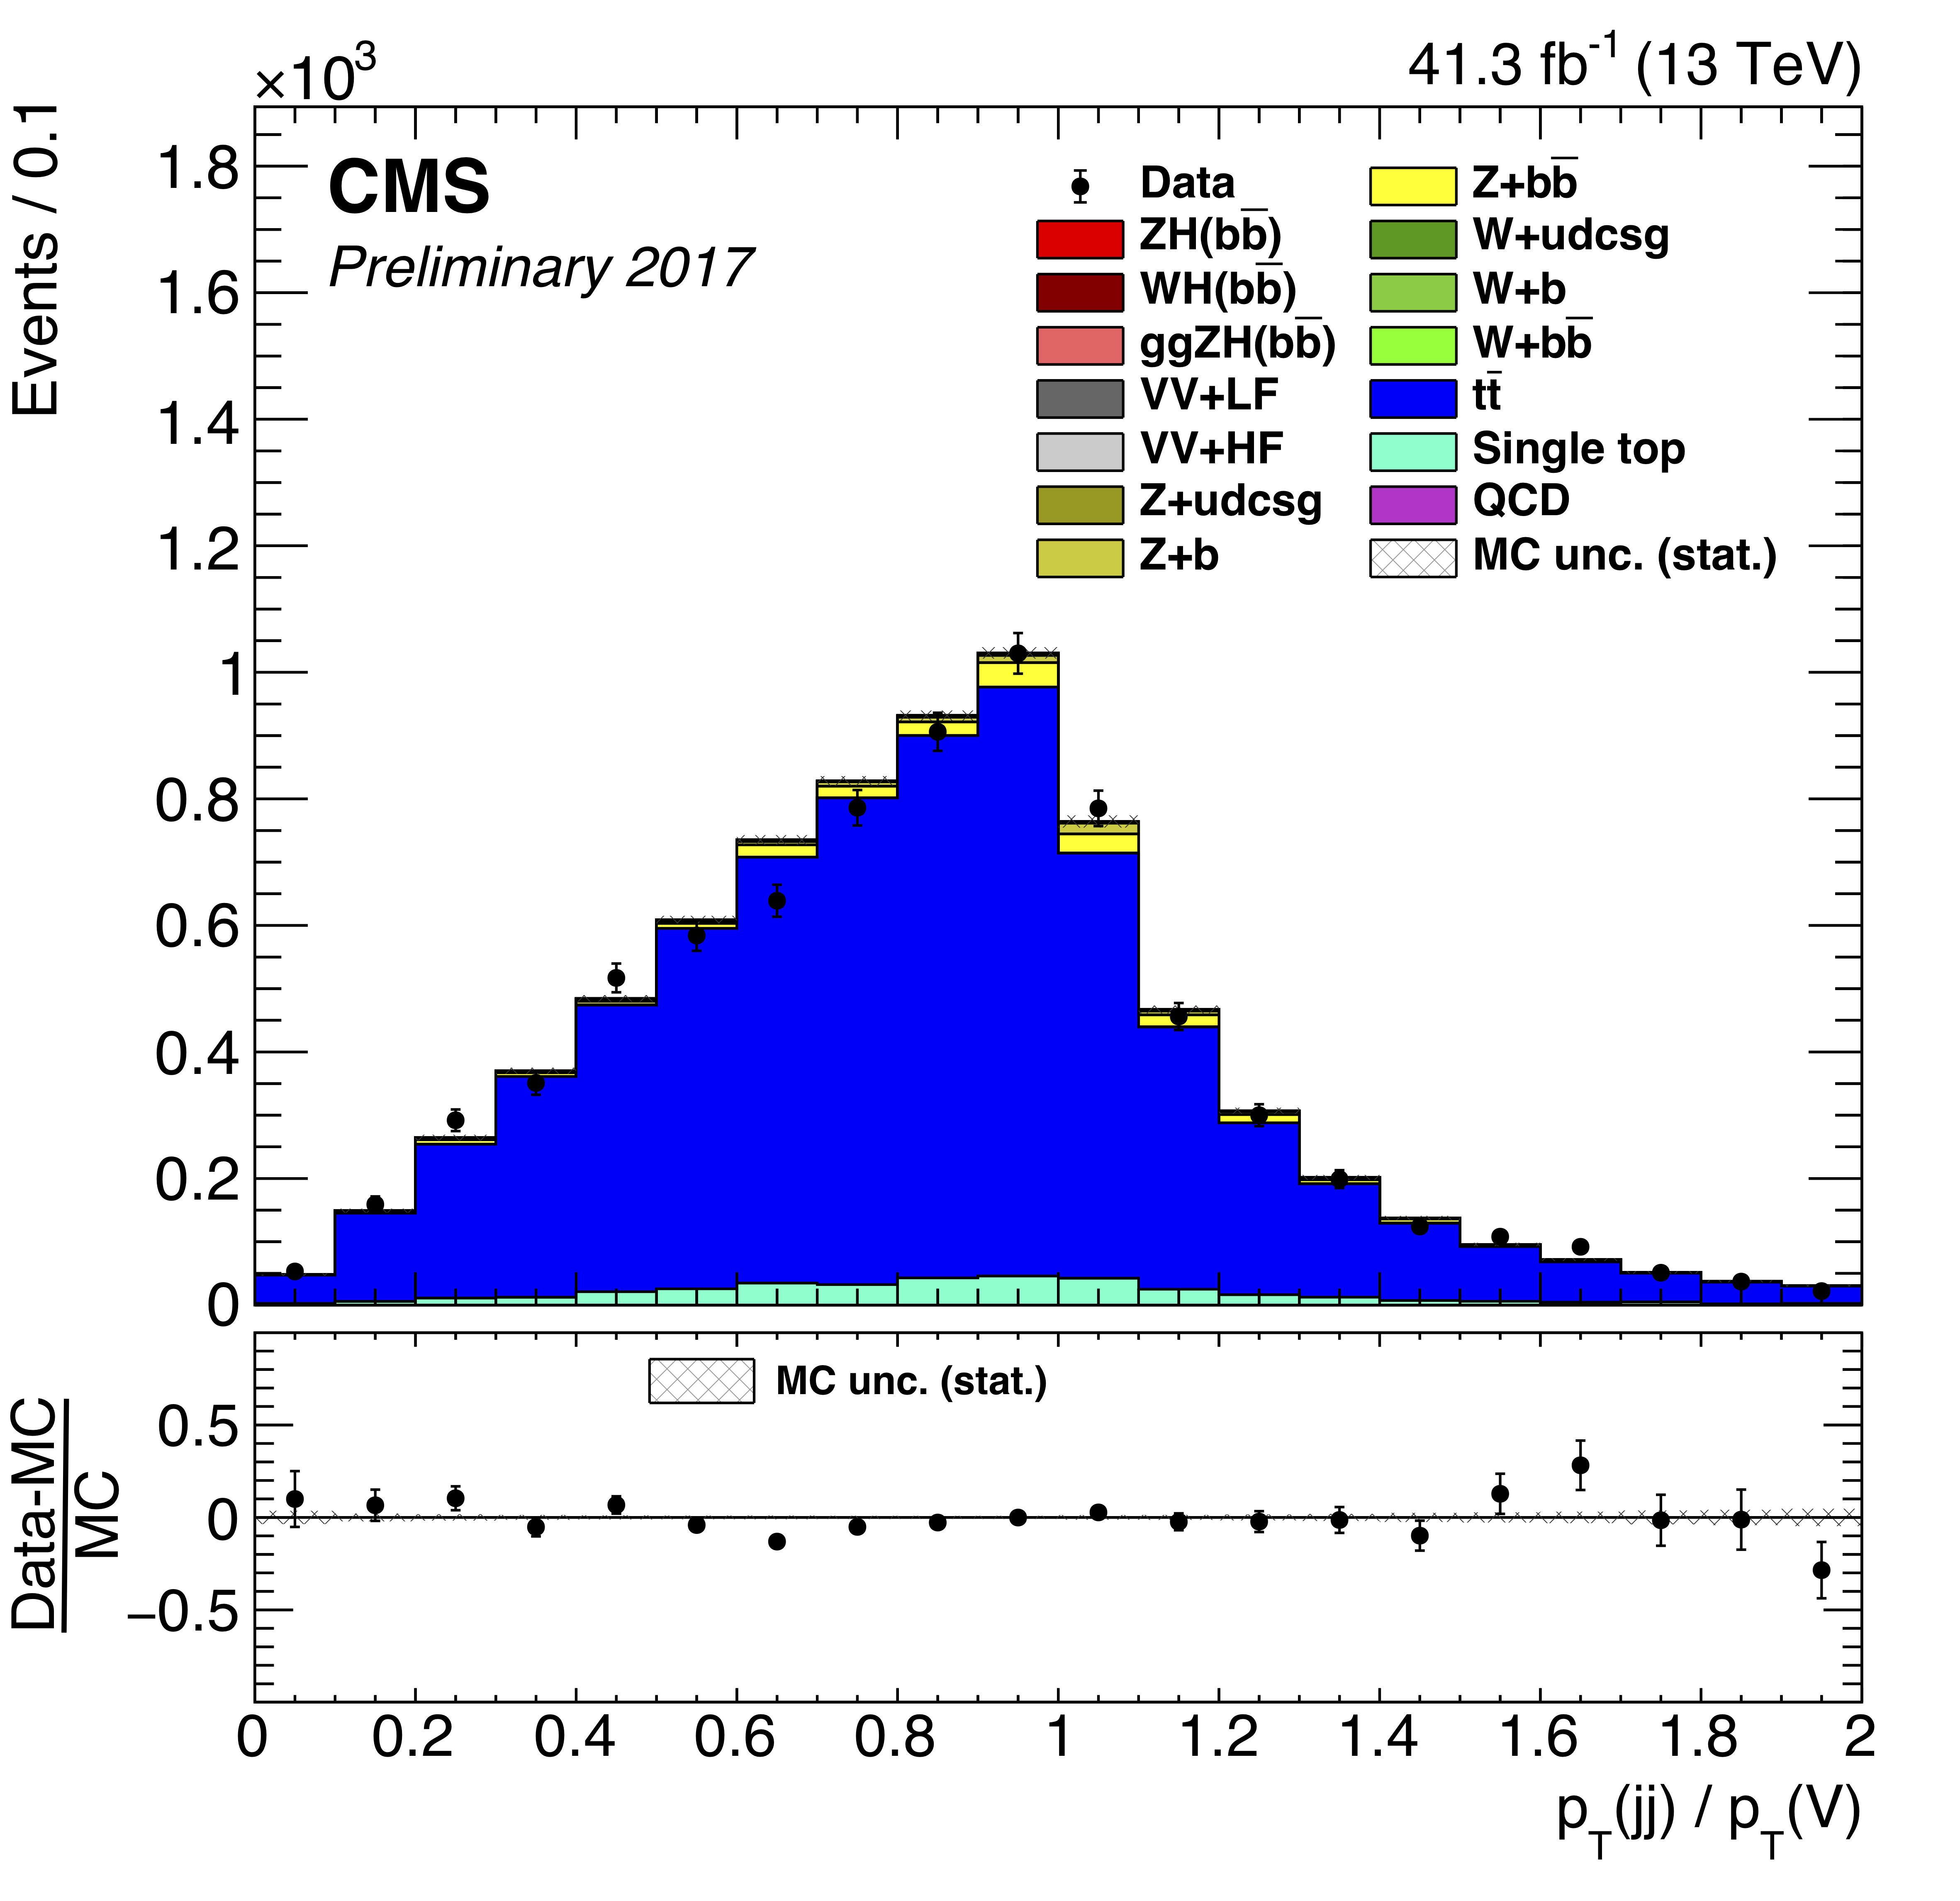 ×10³ 41.3 fb⁻¹ (13 TeV)
Events / 0.1
CMS
Preliminary 2017
Data
ZH(bb̅)
WH(bb̅)
ggZH(bb̅)
VV+LF
VV+HF
Z+udcsg
Z+b
Z+bb̅
W+udcsg
W+b
W+bb̅
tt̅
Single top
QCD
MC unc. (stat.)
1.8
1.6
1.4
1.2
1
0.8
0.6
0.4
0.2
0
MC unc. (stat.)
Data-MC
MC
0.5
0
−0.5
0 0.2 0.4 0.6 0.8 1 1.2 1.4 1.6 1.8 2
p_T(jj) / p_T(V)